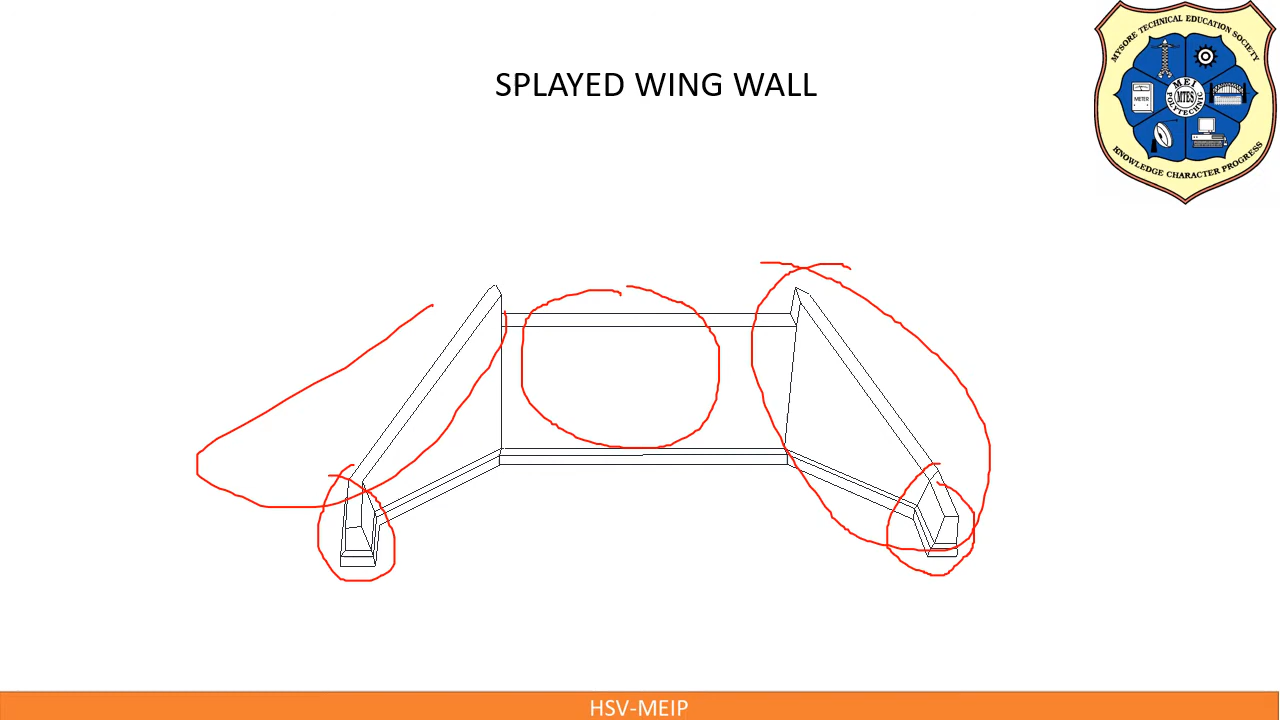 SPLAYED WING WALL
MYSORE TECHNICAL EDUCATION SOCIETY
MEI
MTES
POLYTECHNIC
METER
KNOWLEDGE CHARACTER PROGRESS
HSV-MEIP